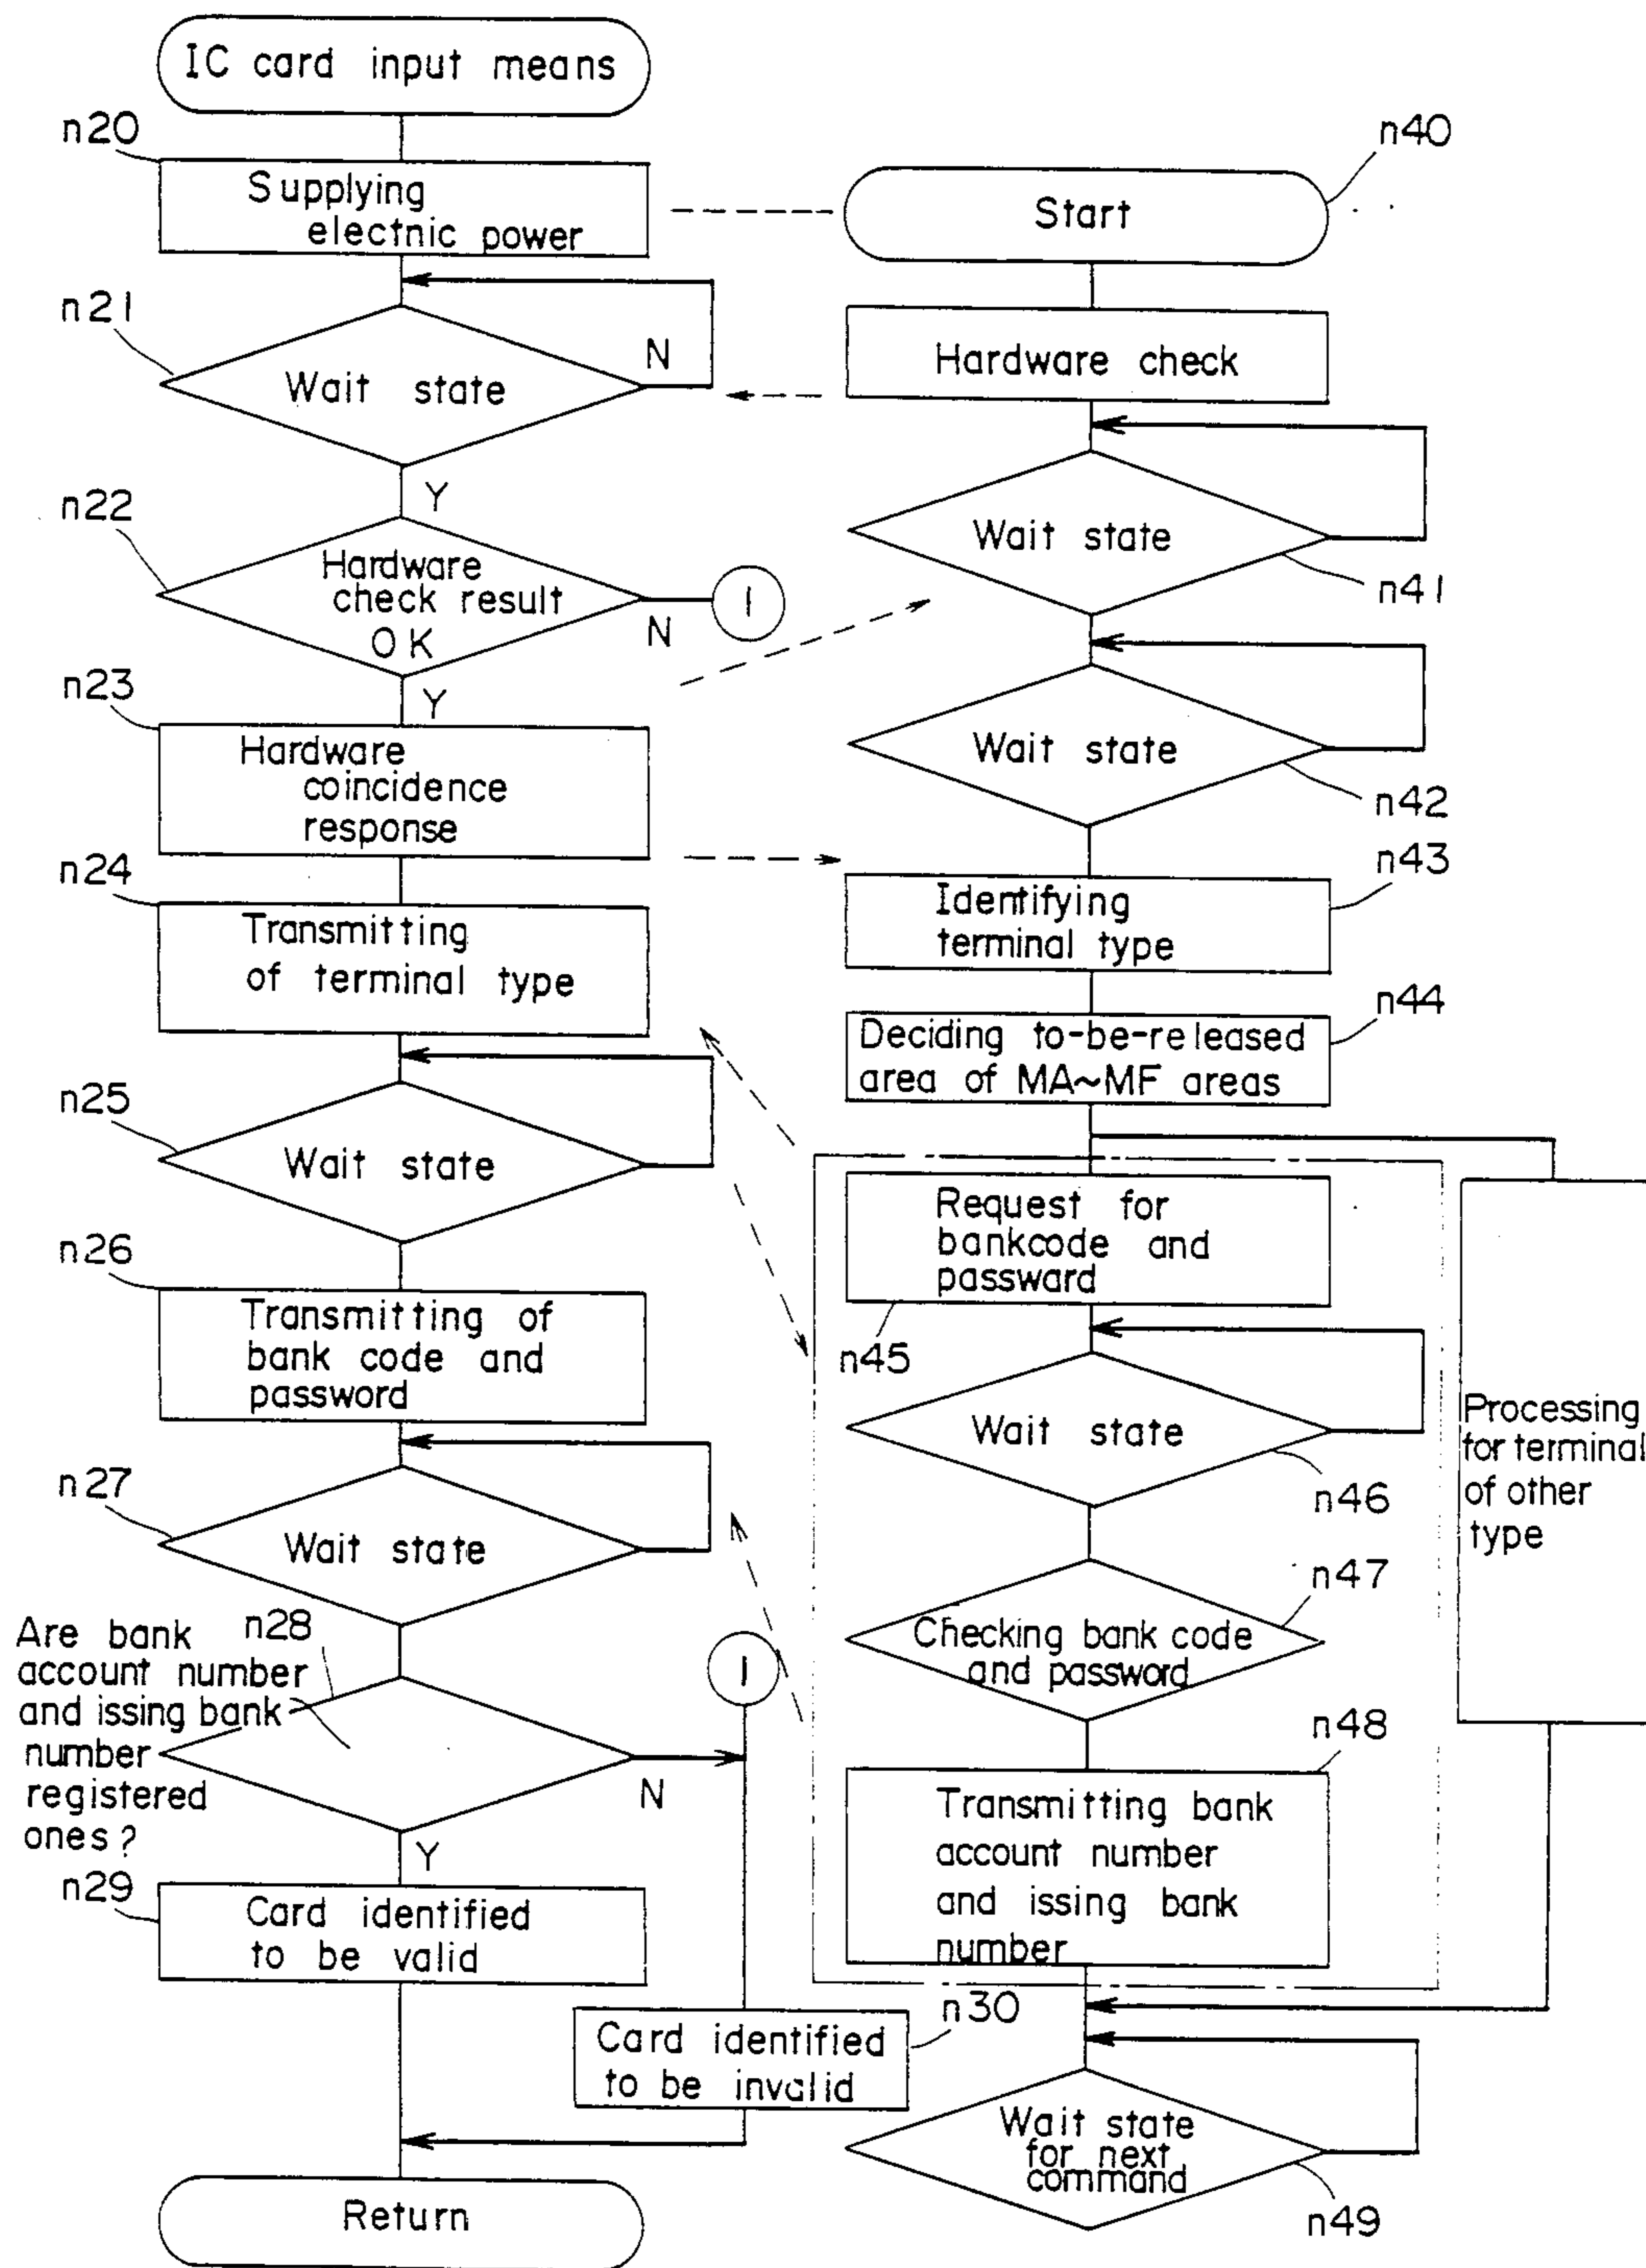 IC card input means
n20
Supplying
electnic power
n21
Wait state
N
Y
n22
Hardware
check result
OK
N
1
Y
n23
Hardware
coincidence
response
n24
Transmitting
of terminal type
n25
Wait state
n26
Transmitting of
bank code and
password
n27
Wait state
n28
Are bank
account number
and issing bank
number
registered
ones?
N
1
Y
n29
Card identified
to be valid
n30
Card identified
to be invalid
Return
n40
Start
Hardware check
Wait state
n41
Wait state
n42
n43
Identifying
terminal type
n44
Deciding to-be-released
area of MA~MF areas
Request for
bankcode and
passward
n45
Wait state
n46
n47
Checking bank code
and password
n48
Transmitting bank
account number
and issing bank
number
Processing
for terminal
of other
type
Wait state
for next
command
n49